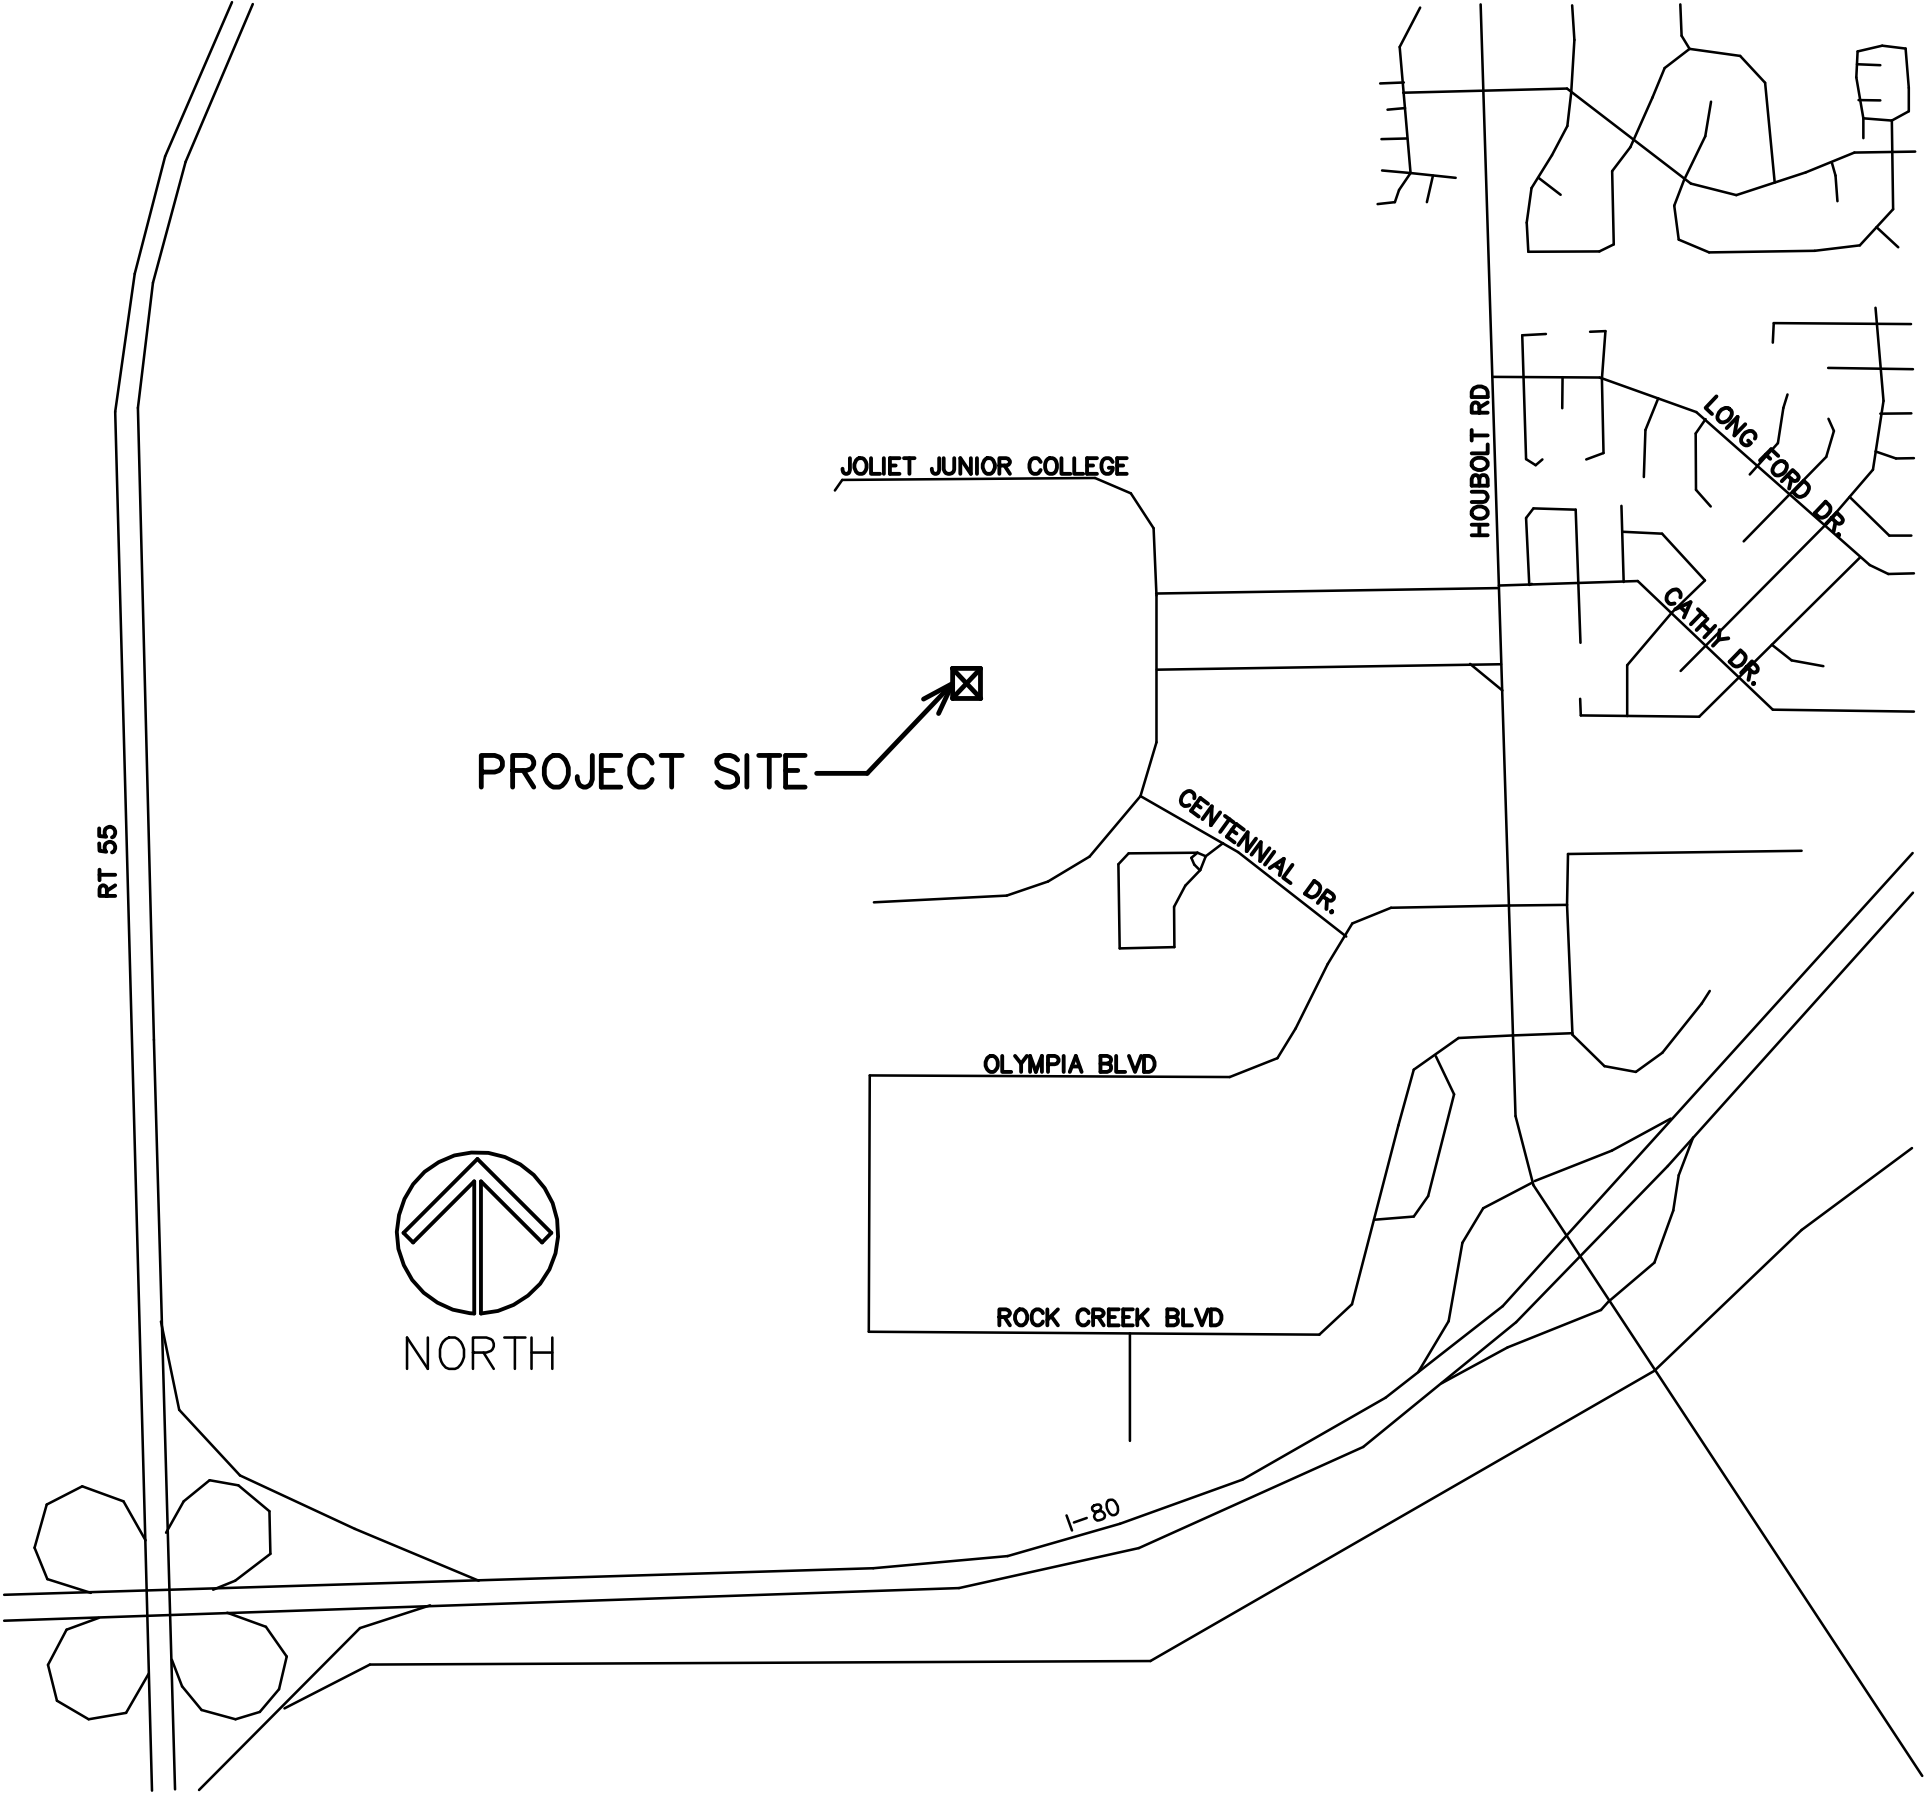 JOLIET JUNIOR COLLEGE
HOUBOLT RD
LONG FORD DR.
CATHY DR.
PROJECT SITE
CENTENNIAL DR.
RT 55
OLYMPIA BLVD
ROCK CREEK BLVD
NORTH
I-80